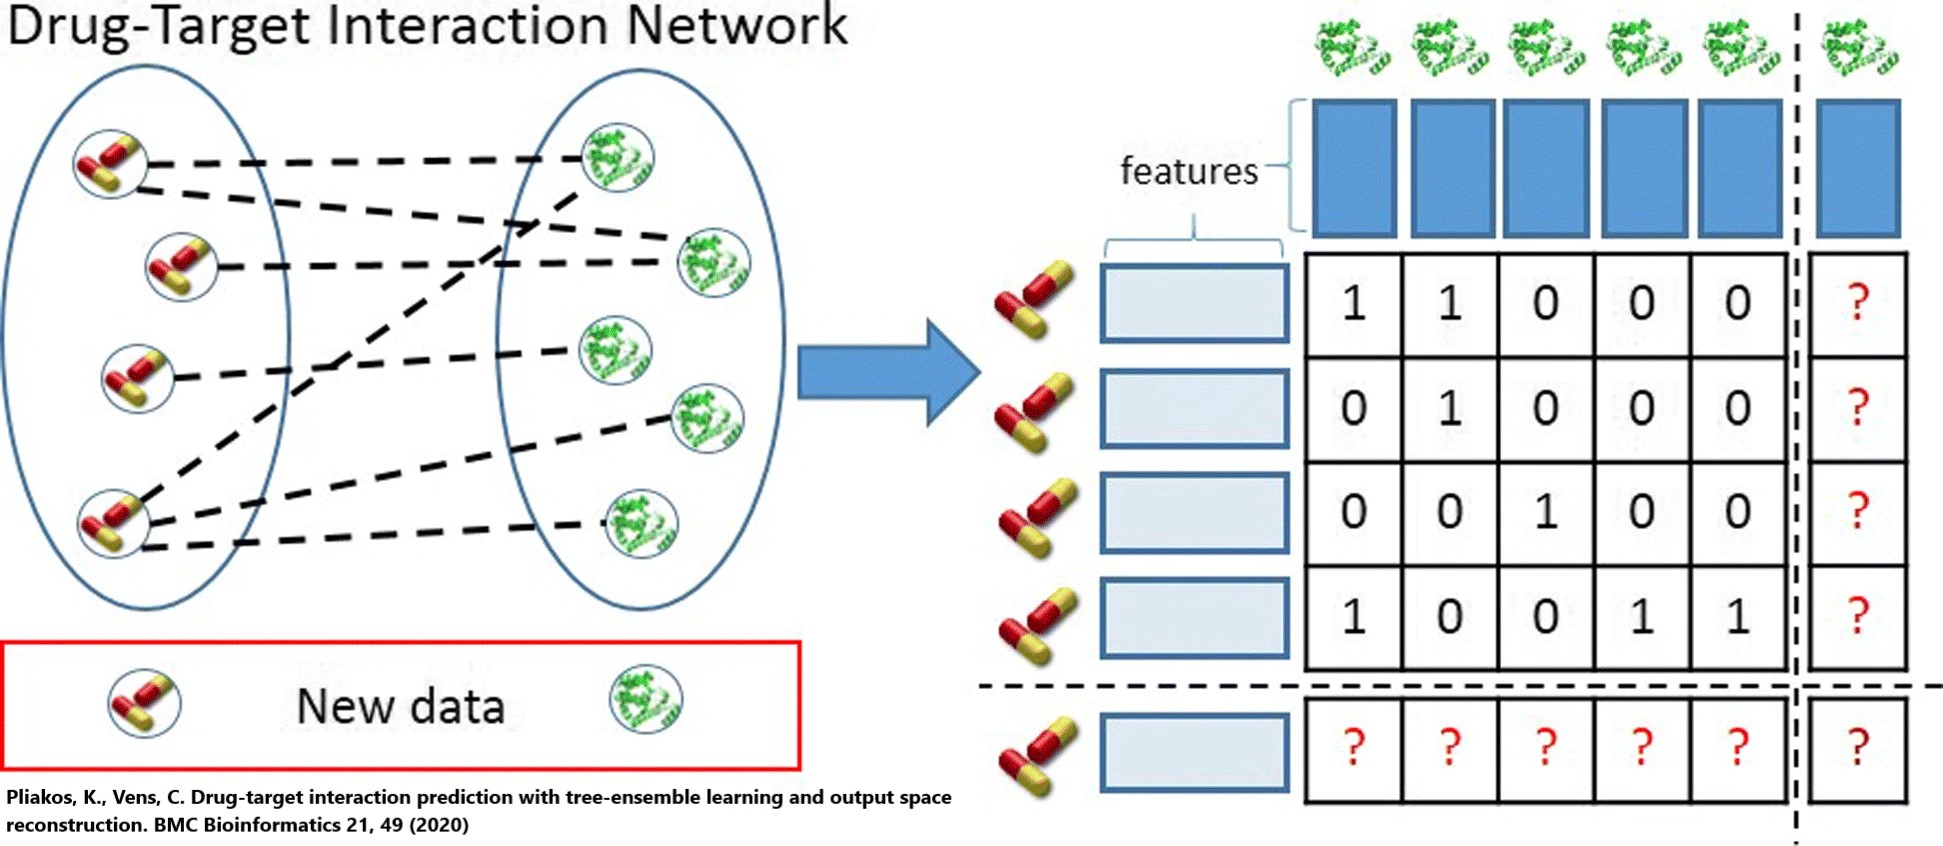 Drug-Target Interaction Network
features
1 1 0 0 0 ?
0 1 0 0 0 ?
0 0 1 0 0 ?
1 0 0 1 1 ?
? ? ? ? ? ?
New data
Pliakos, K., Vens, C. Drug-target interaction prediction with tree-ensemble learning and output space
reconstruction. BMC Bioinformatics 21, 49 (2020)